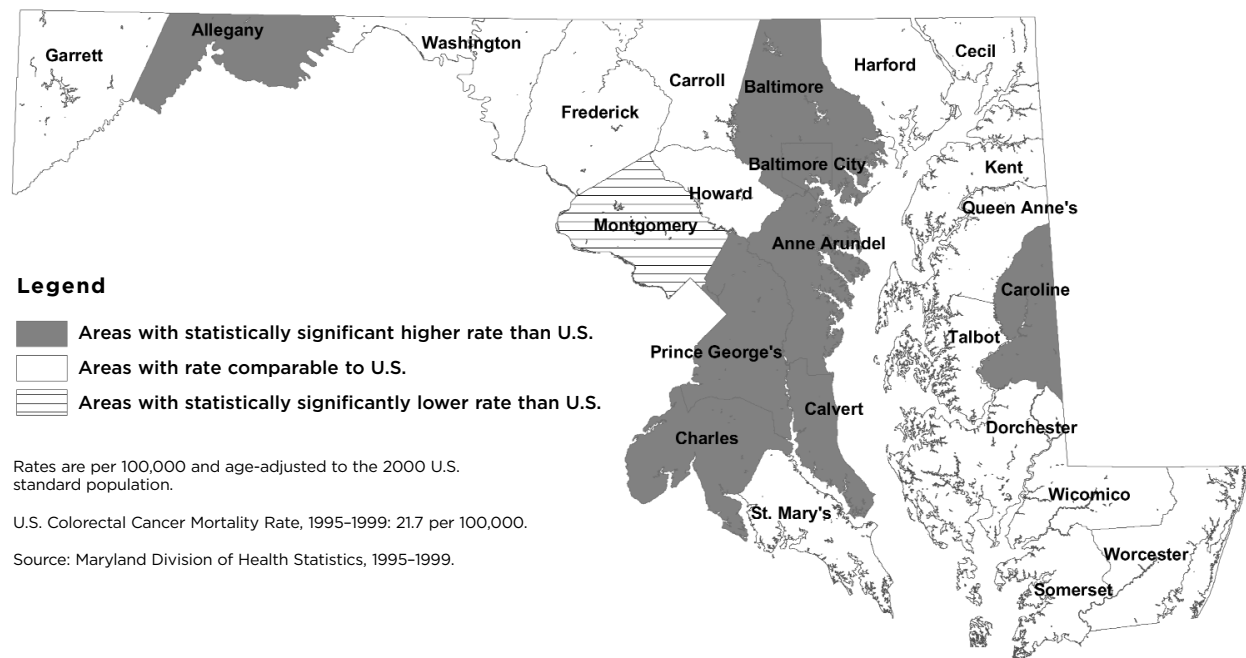 Allegany
Washington
Garrett
Cecil
Harford
Carroll
Baltimore
Frederick
Baltimore City
Kent
Howard
Queen Anne's
Montgomery
Anne Arundel
Legend
Caroline
Areas with statistically significant higher rate than U.S.
Talbot
Prince George's
Areas with rate comparable to U.S.
Areas with statistically significantly lower rate than U.S.
Calvert
Dorchester
Charles
Rates are per 100,000 and age-adjusted to the 2000 U.S.
standard population.
Wicomico
St. Mary's
U.S. Colorectal Cancer Mortality Rate, 1995–1999: 21.7 per 100,000.
Worcester
Source: Maryland Division of Health Statistics, 1995–1999.
Somerset